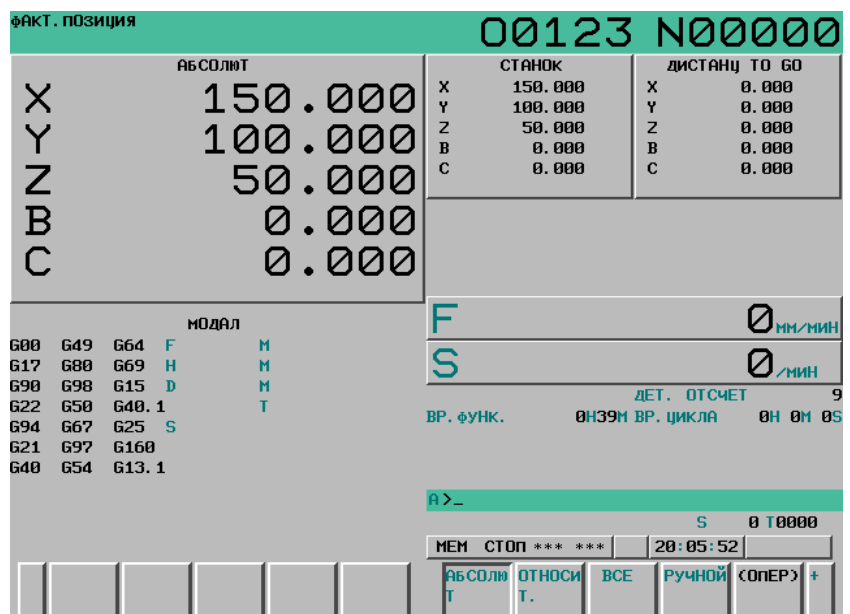 ФАКТ.ПОЗИЦИЯ O0123 N00000
АБСОЛЮТ
X 150.000
Y 100.000
Z 50.000
B 0.000
C 0.000
СТАНОК
X 150.000
Y 100.000
Z 50.000
B 0.000
C 0.000
ДИСТАНЦ TO GO
X 0.000
Y 0.000
Z 0.000
B 0.000
C 0.000
МОДАЛ
G00 G49 G64 F M
G17 G80 G69 H M
G90 G98 G15 D M
G22 G50 G40.1 T
G94 G67 G25 S
G21 G97 G160
G40 G54 G13.1
F 0 ММ/МИН
S 0 /МИН
ДЕТ. ОТСЧЕТ 9
ВР.ФУНК. 0H39M ВР.ЦИКЛА 0H 0M 0S
A>_
S 0 T0000
MEM СТОП *** *** 20:05:52
АБСОЛЮТ ОТНОСИТ. ВСЕ РУЧНОЙ (ОПЕР) +